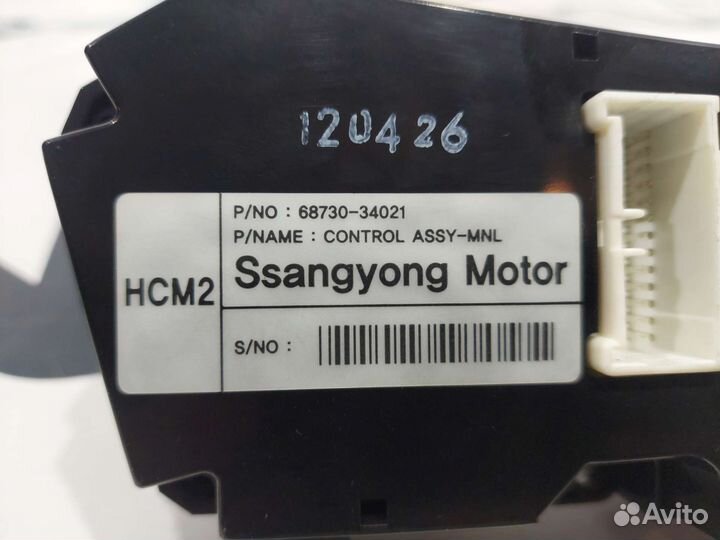 120426
P/NO : 68730-34021
P/NAME : CONTROL ASSY-MNL
HCM2
Ssangyong Motor
S/NO :
Avito